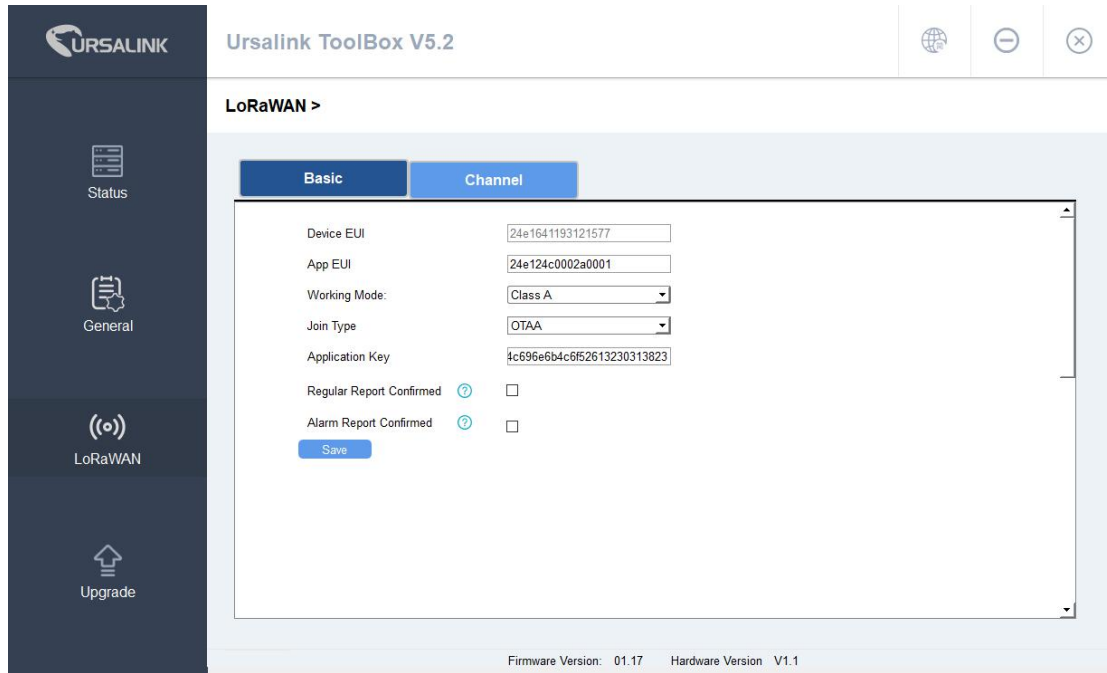 URSALINK
Ursalink ToolBox V5.2
LoRaWAN >
Status
General
LoRaWAN
Upgrade
Basic Channel
Device EUI 24e1641193121577
App EUI 24e124c0002a0001
Working Mode: Class A
Join Type OTAA
Application Key 4c696e6b4c6f52613230313823
Regular Report Confirmed ?
Alarm Report Confirmed ?
Save
Firmware Version: 01.17 Hardware Version V1.1